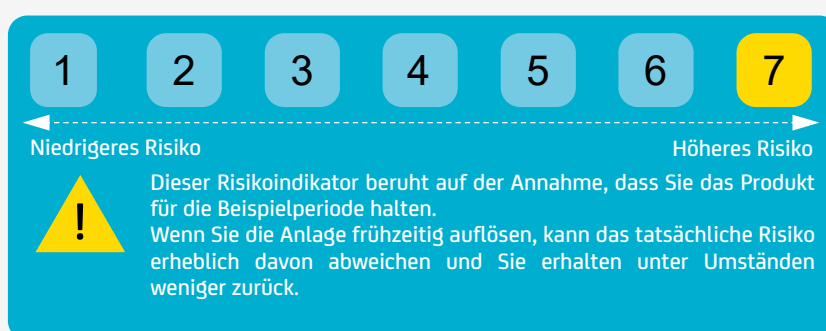 1 2 3 4 5 6 7
Niedrigeres Risiko Höheres Risiko
!
Dieser Risikoindikator beruht auf der Annahme, dass Sie das Produkt
für die Beispielperiode halten.
Wenn Sie die Anlage frühzeitig auflösen, kann das tatsächliche Risiko
erheblich davon abweichen und Sie erhalten unter Umständen
weniger zurück.